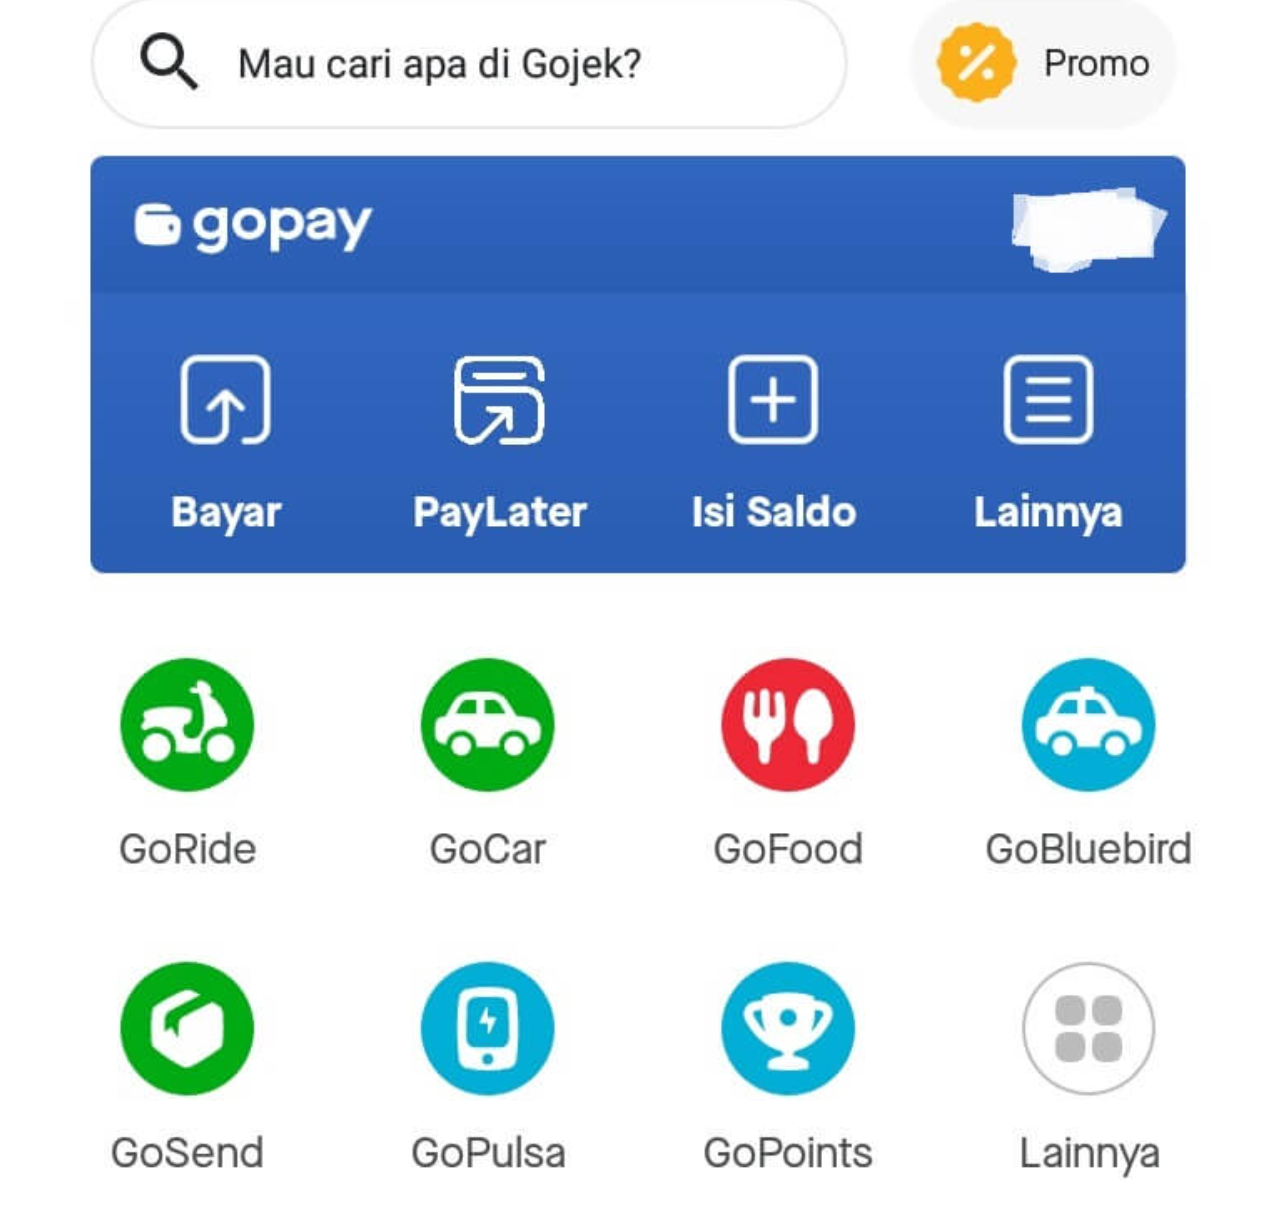 Mau cari apa di Gojek?
Promo
gopay
Bayar
PayLater
Isi Saldo
Lainnya
GoRide
GoCar
GoFood
GoBluebird
GoSend
GoPulsa
GoPoints
Lainnya